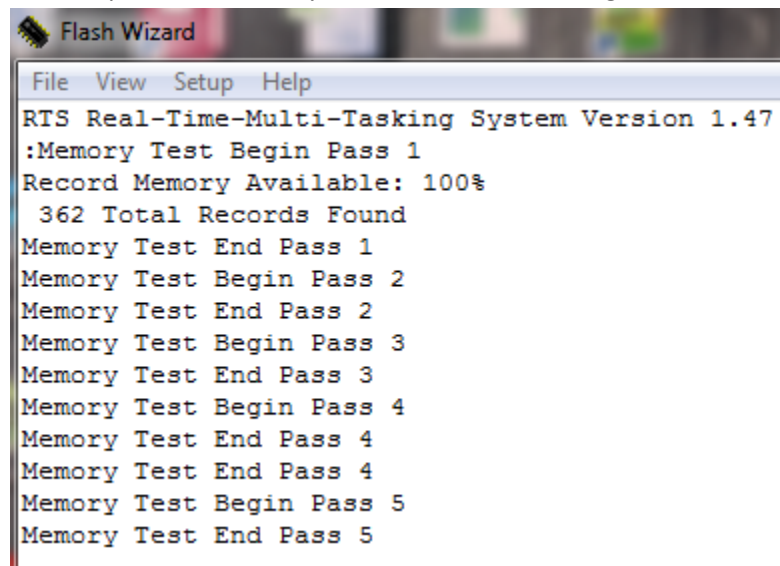 Flash Wizard
File View Setup Help
RTS Real-Time-Multi-Tasking System Version 1.47
:Memory Test Begin Pass 1
Record Memory Available: 100%
362 Total Records Found
Memory Test End Pass 1
Memory Test Begin Pass 2
Memory Test End Pass 2
Memory Test Begin Pass 3
Memory Test End Pass 3
Memory Test Begin Pass 4
Memory Test End Pass 4
Memory Test End Pass 4
Memory Test Begin Pass 5
Memory Test End Pass 5